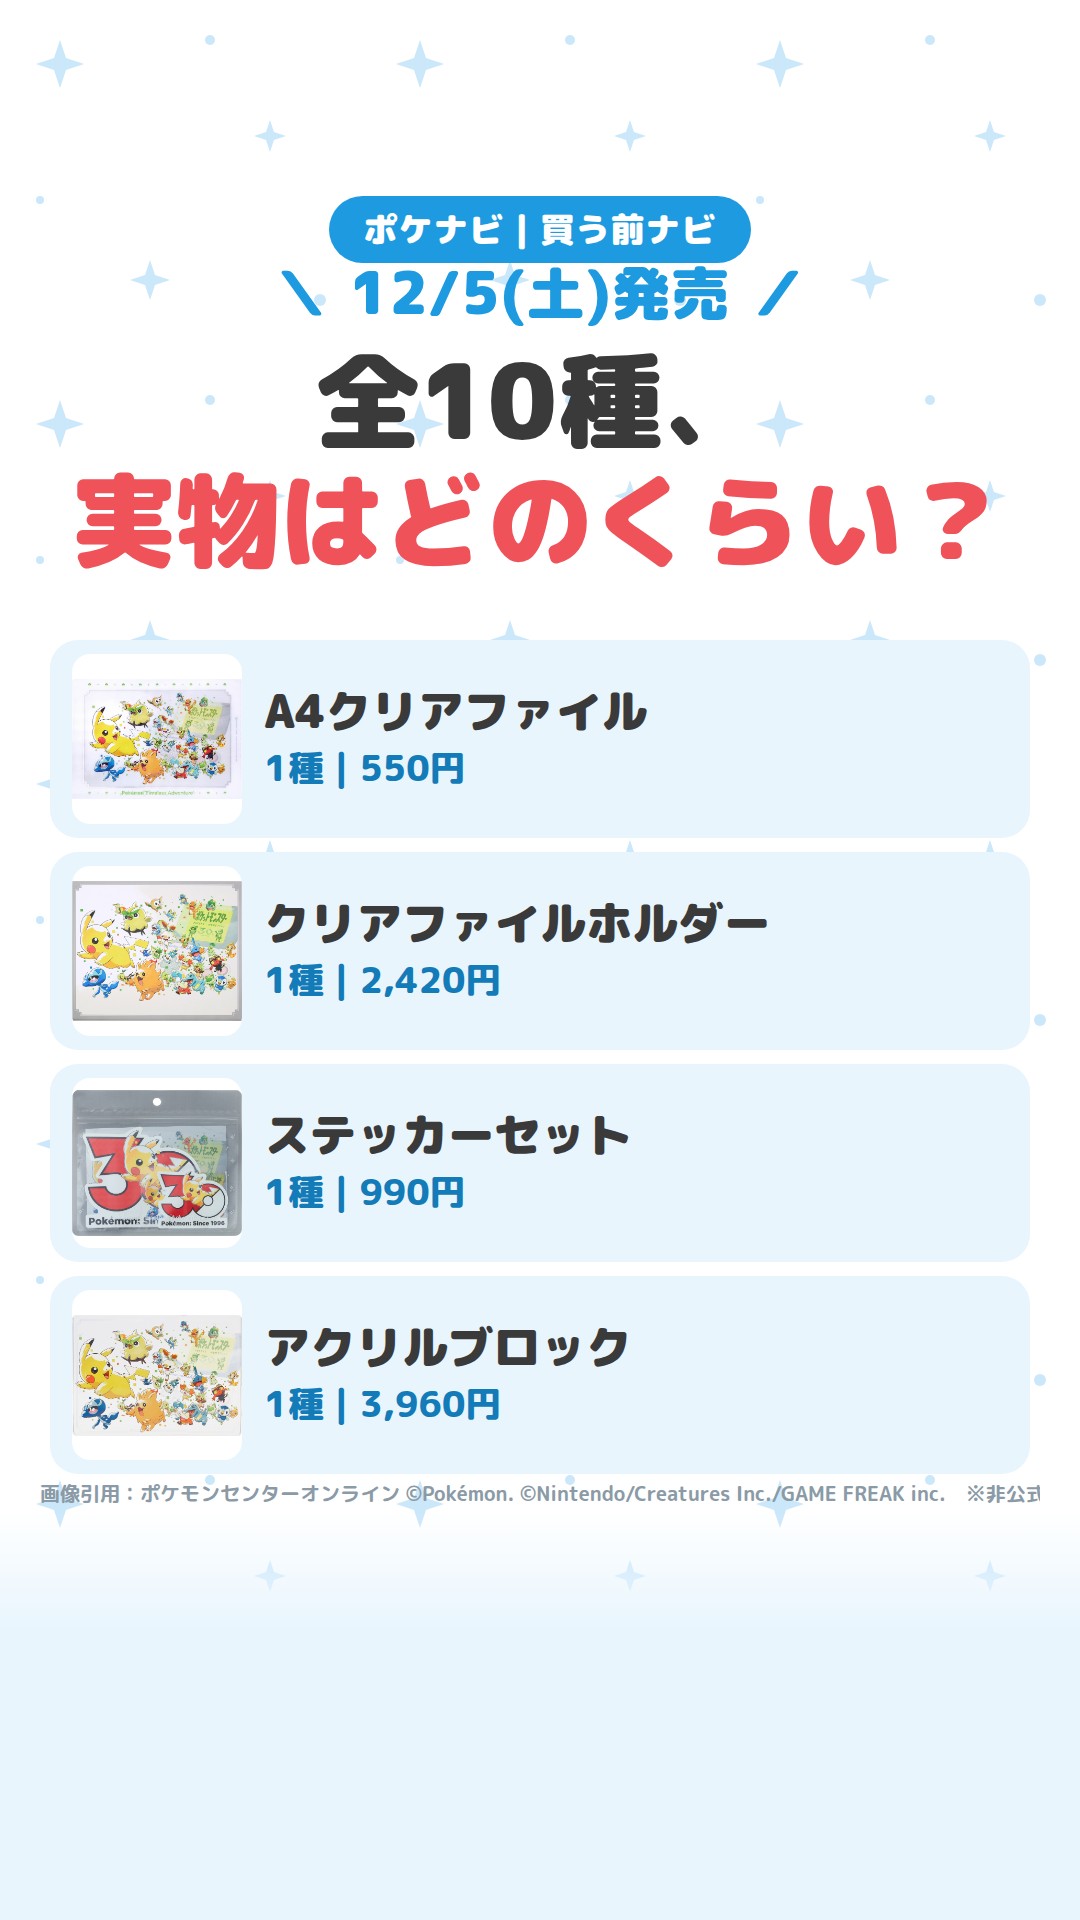 ポケナビ｜買う前ナビ
＼ 12/5(土)発売 ／
全10種、
実物はどのくらい？
A4クリアファイル
1種｜550円
クリアファイルホルダー
1種｜2,420円
ステッカーセット
1種｜990円
30
Pokémon: Since 1996
アクリルブロック
1種｜3,960円
画像引用：ポケモンセンターオンライン ©Pokémon. ©Nintendo/Creatures Inc./GAME FREAK inc.　※非公式